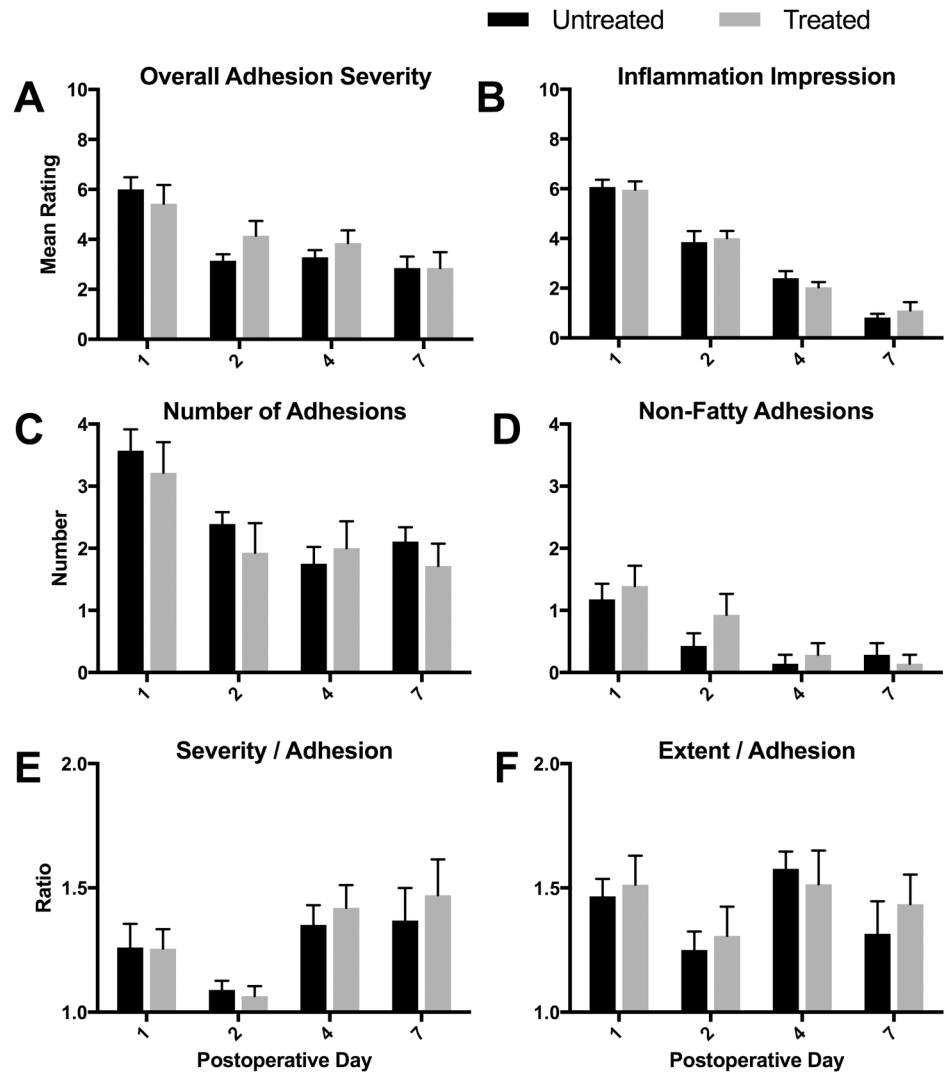 Untreated Treated
A Overall Adhesion Severity
10
8
6
4
2
0
Mean Rating
1 2 4 7
B Inflammation Impression
10
8
6
4
2
0
1 2 4 7
C Number of Adhesions
4
3
2
1
0
Number
1 2 4 7
D Non-Fatty Adhesions
4
3
2
1
0
1 2 4 7
E Severity / Adhesion
2.0
1.5
1.0
Ratio
1 2 4 7
Postoperative Day
F Extent / Adhesion
2.0
1.5
1.0
1 2 4 7
Postoperative Day